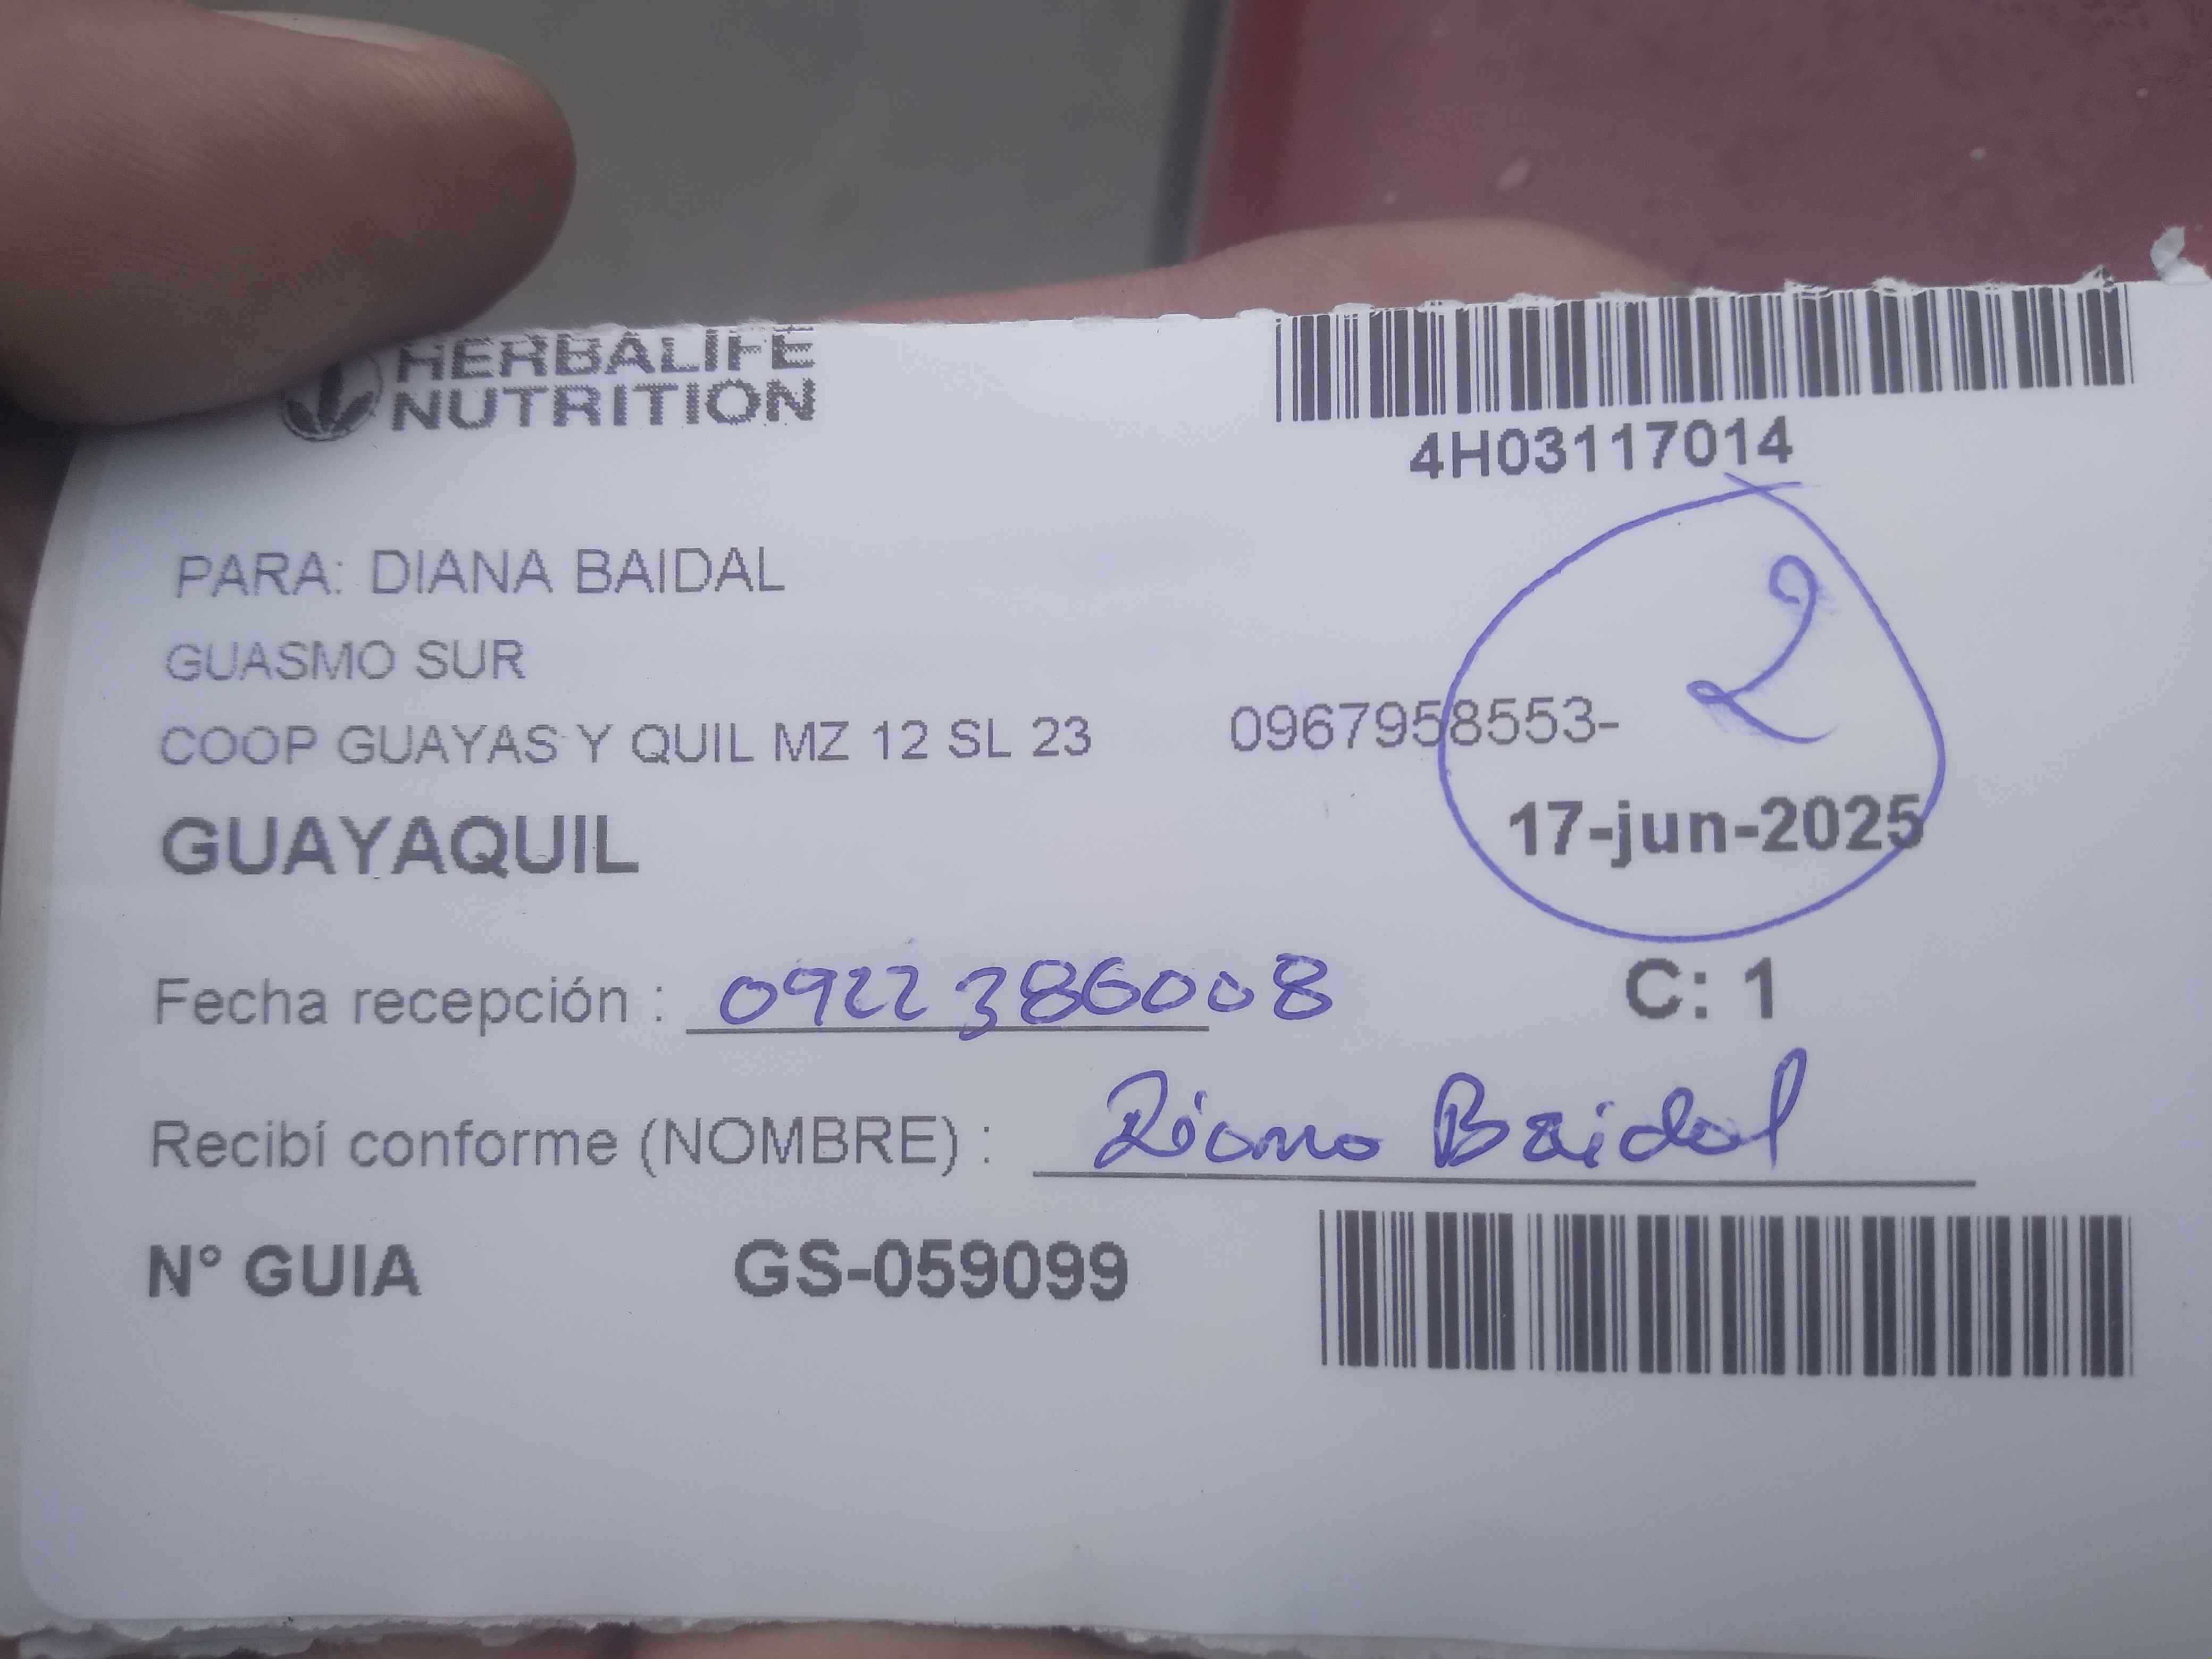 HERBALIFE
NUTRITION
4H03117014
PARA: DIANA BAIDAL
2
GUASMO SUR
COOP GUAYAS Y QUIL MZ 12 SL 23 0967958553-
GUAYAQUIL 17-jun-2025
Fecha recepción : 0922386008 C: 1
Recibí conforme (NOMBRE) : Diana Baidal
N° GUIA GS-059099